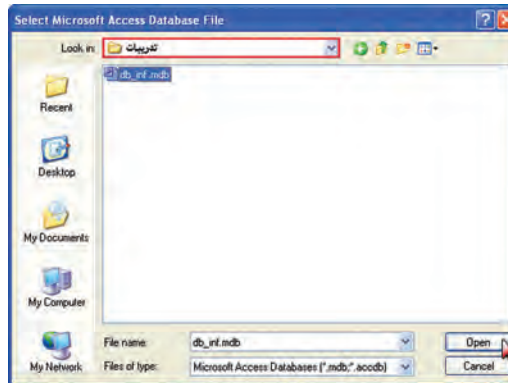 Select Microsoft Access Database File
Look in: تدريبات
db_inf.mdb
Recent
Desktop
My Documents
My Computer
My Network
File name: db_inf.mdb Open
Files of type: Microsoft Access Databases (*.mdb;*.accdb) Cancel